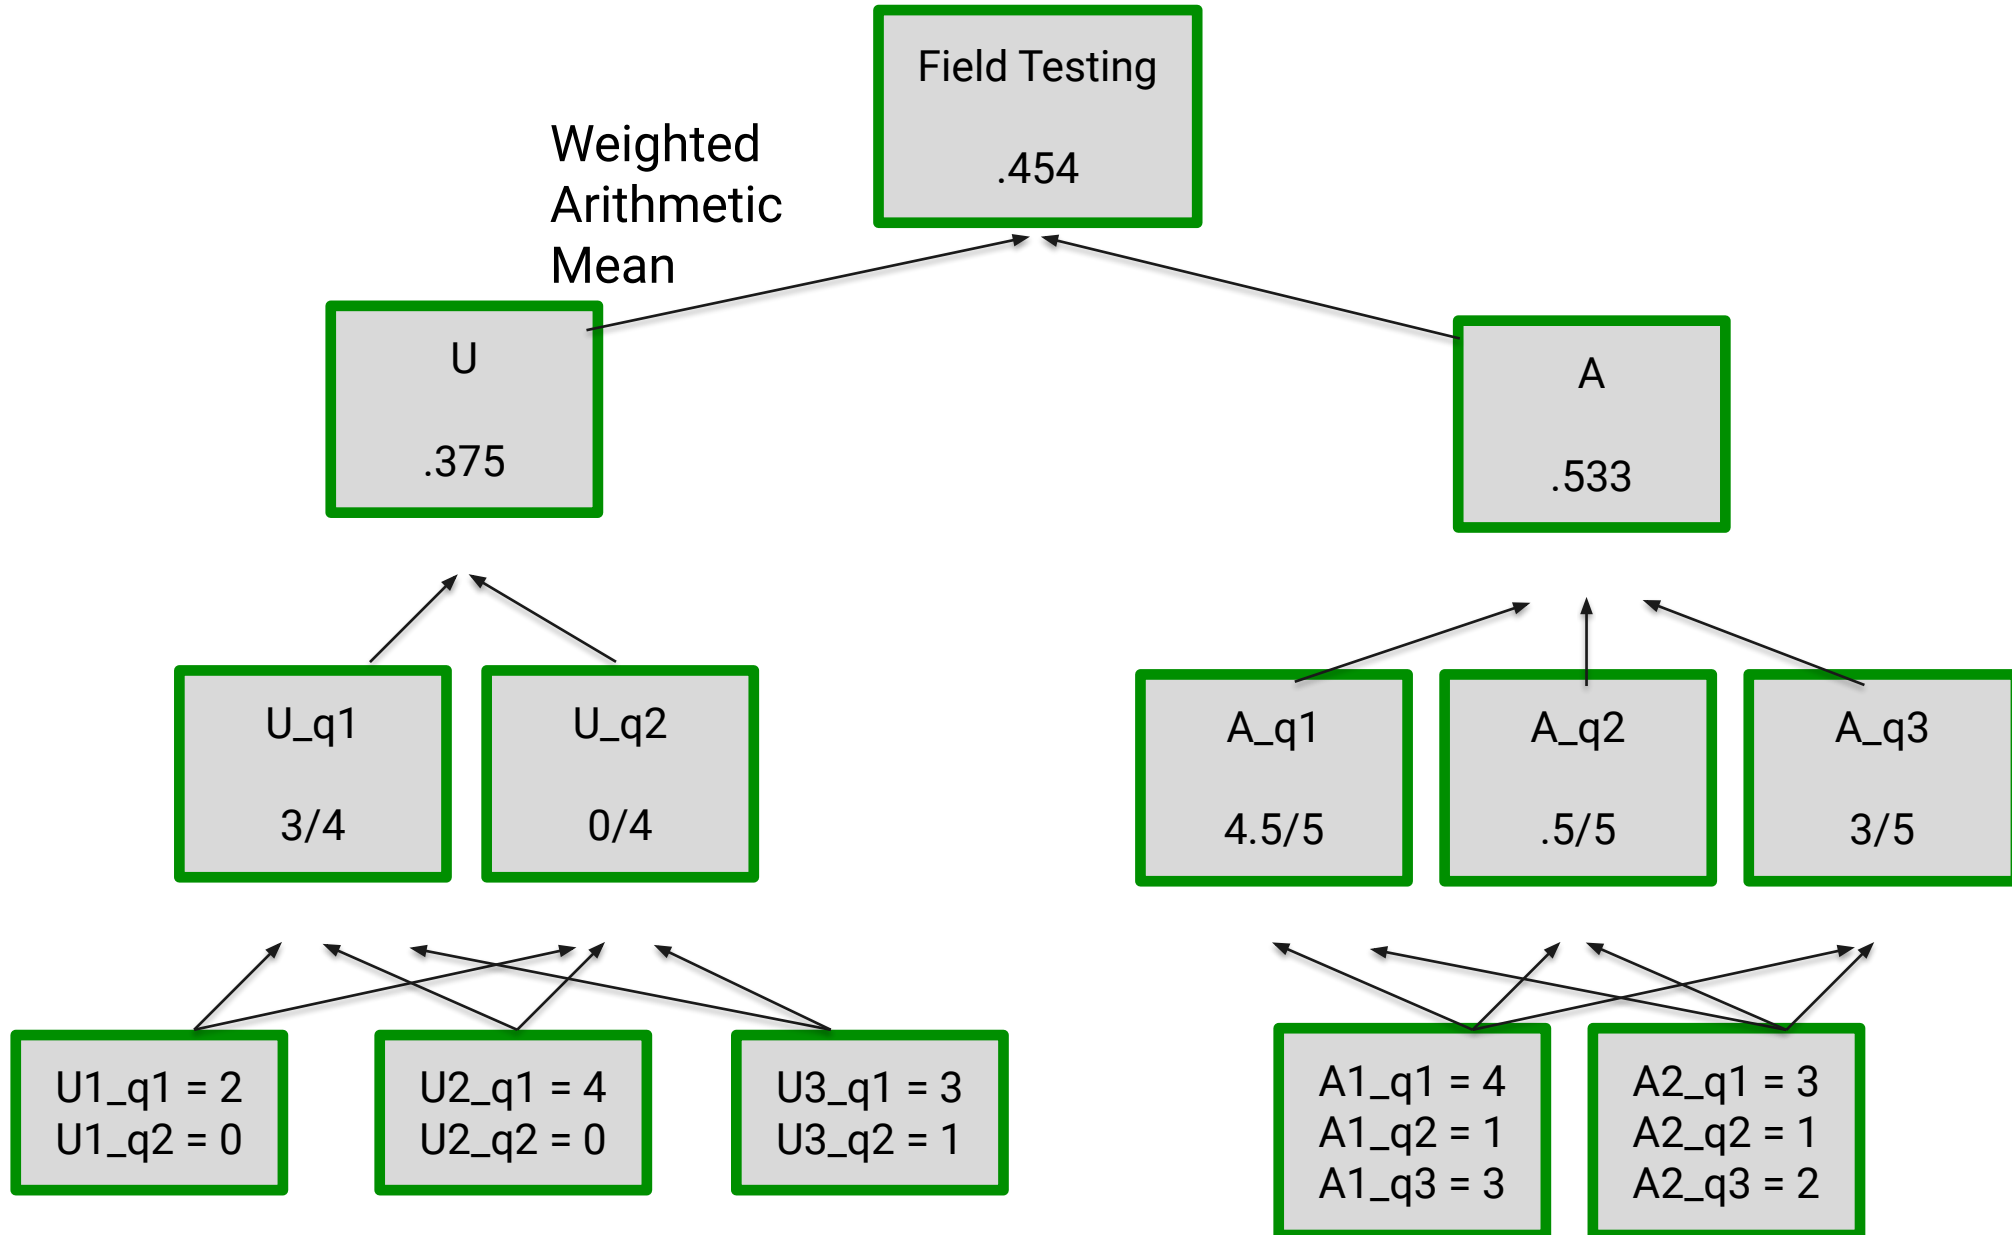 Field Testing
.454
Weighted
Arithmetic
Mean
U
.375
A
.533
U_q1
3/4
U_q2
0/4
A_q1
4.5/5
A_q2
.5/5
A_q3
3/5
U1_q1 = 2
U1_q2 = 0
U2_q1 = 4
U2_q2 = 0
U3_q1 = 3
U3_q2 = 1
A1_q1 = 4
A1_q2 = 1
A1_q3 = 3
A2_q1 = 3
A2_q2 = 1
A2_q3 = 2